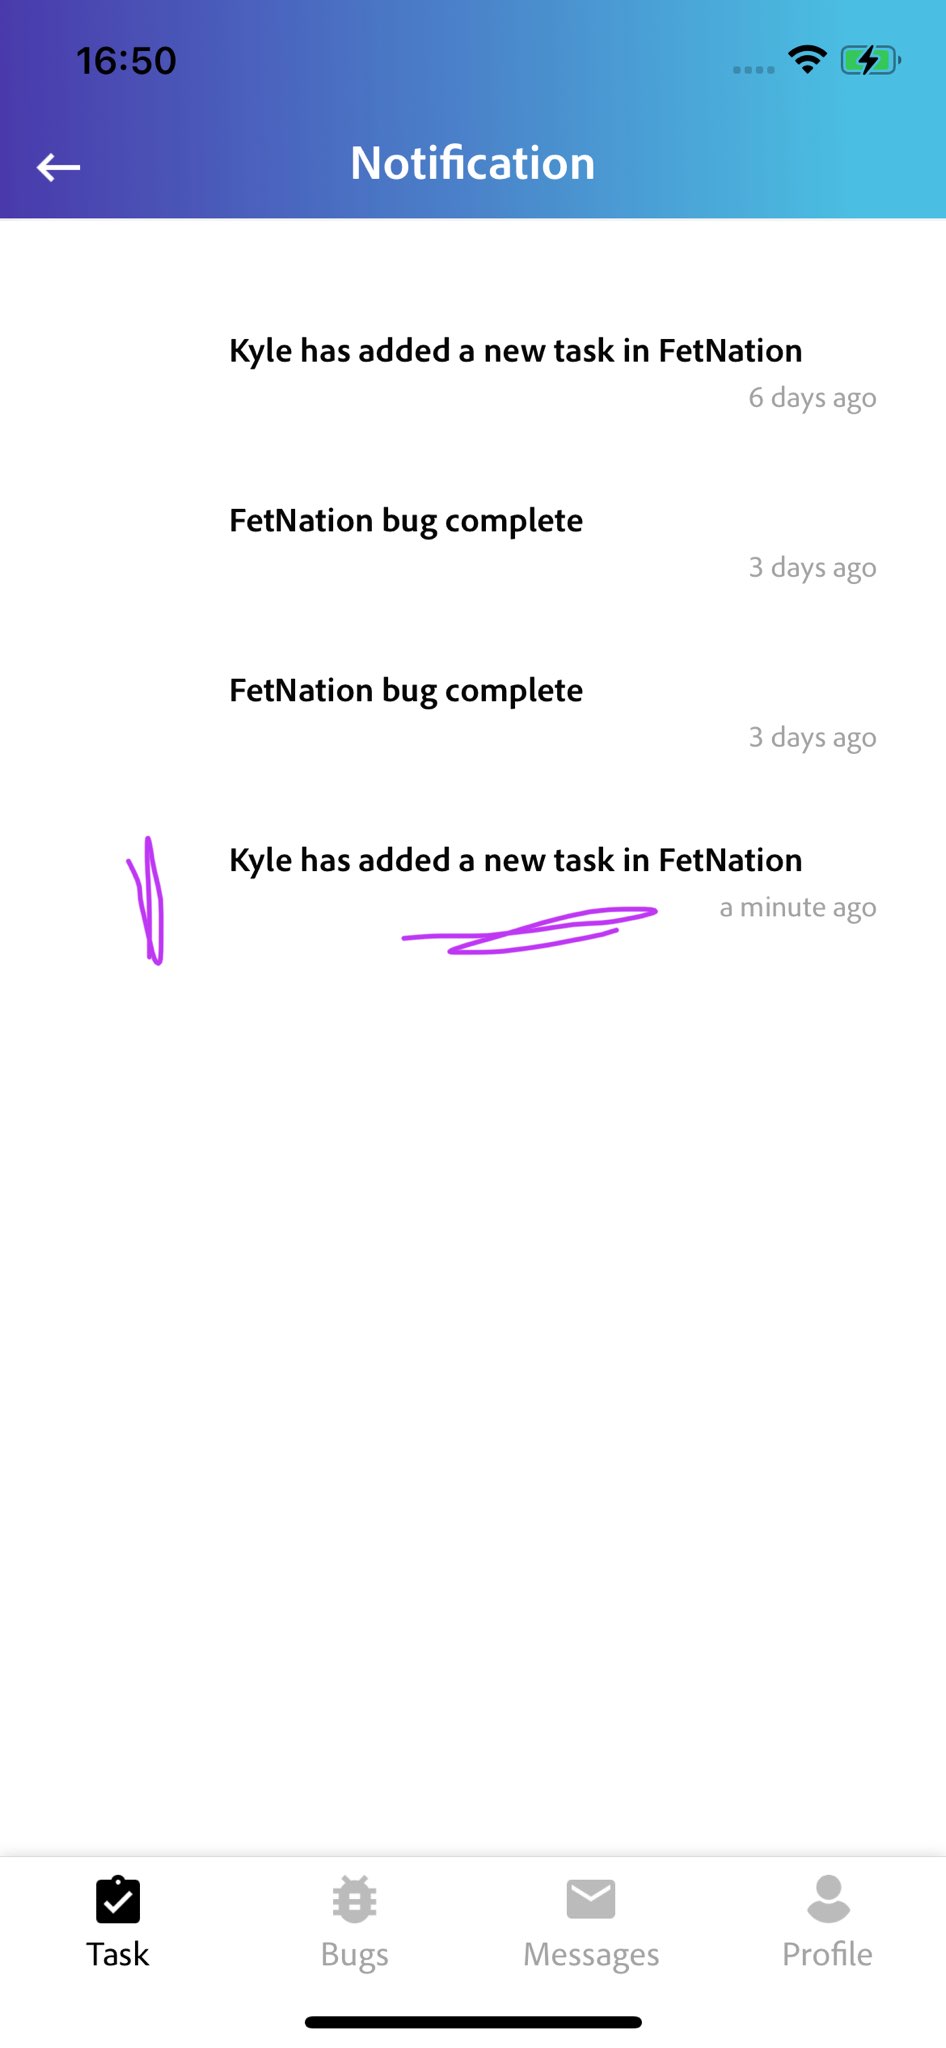 16:50
Notification
Kyle has added a new task in FetNation
6 days ago
FetNation bug complete
3 days ago
FetNation bug complete
3 days ago
Kyle has added a new task in FetNation
a minute ago
Task Bugs Messages Profile